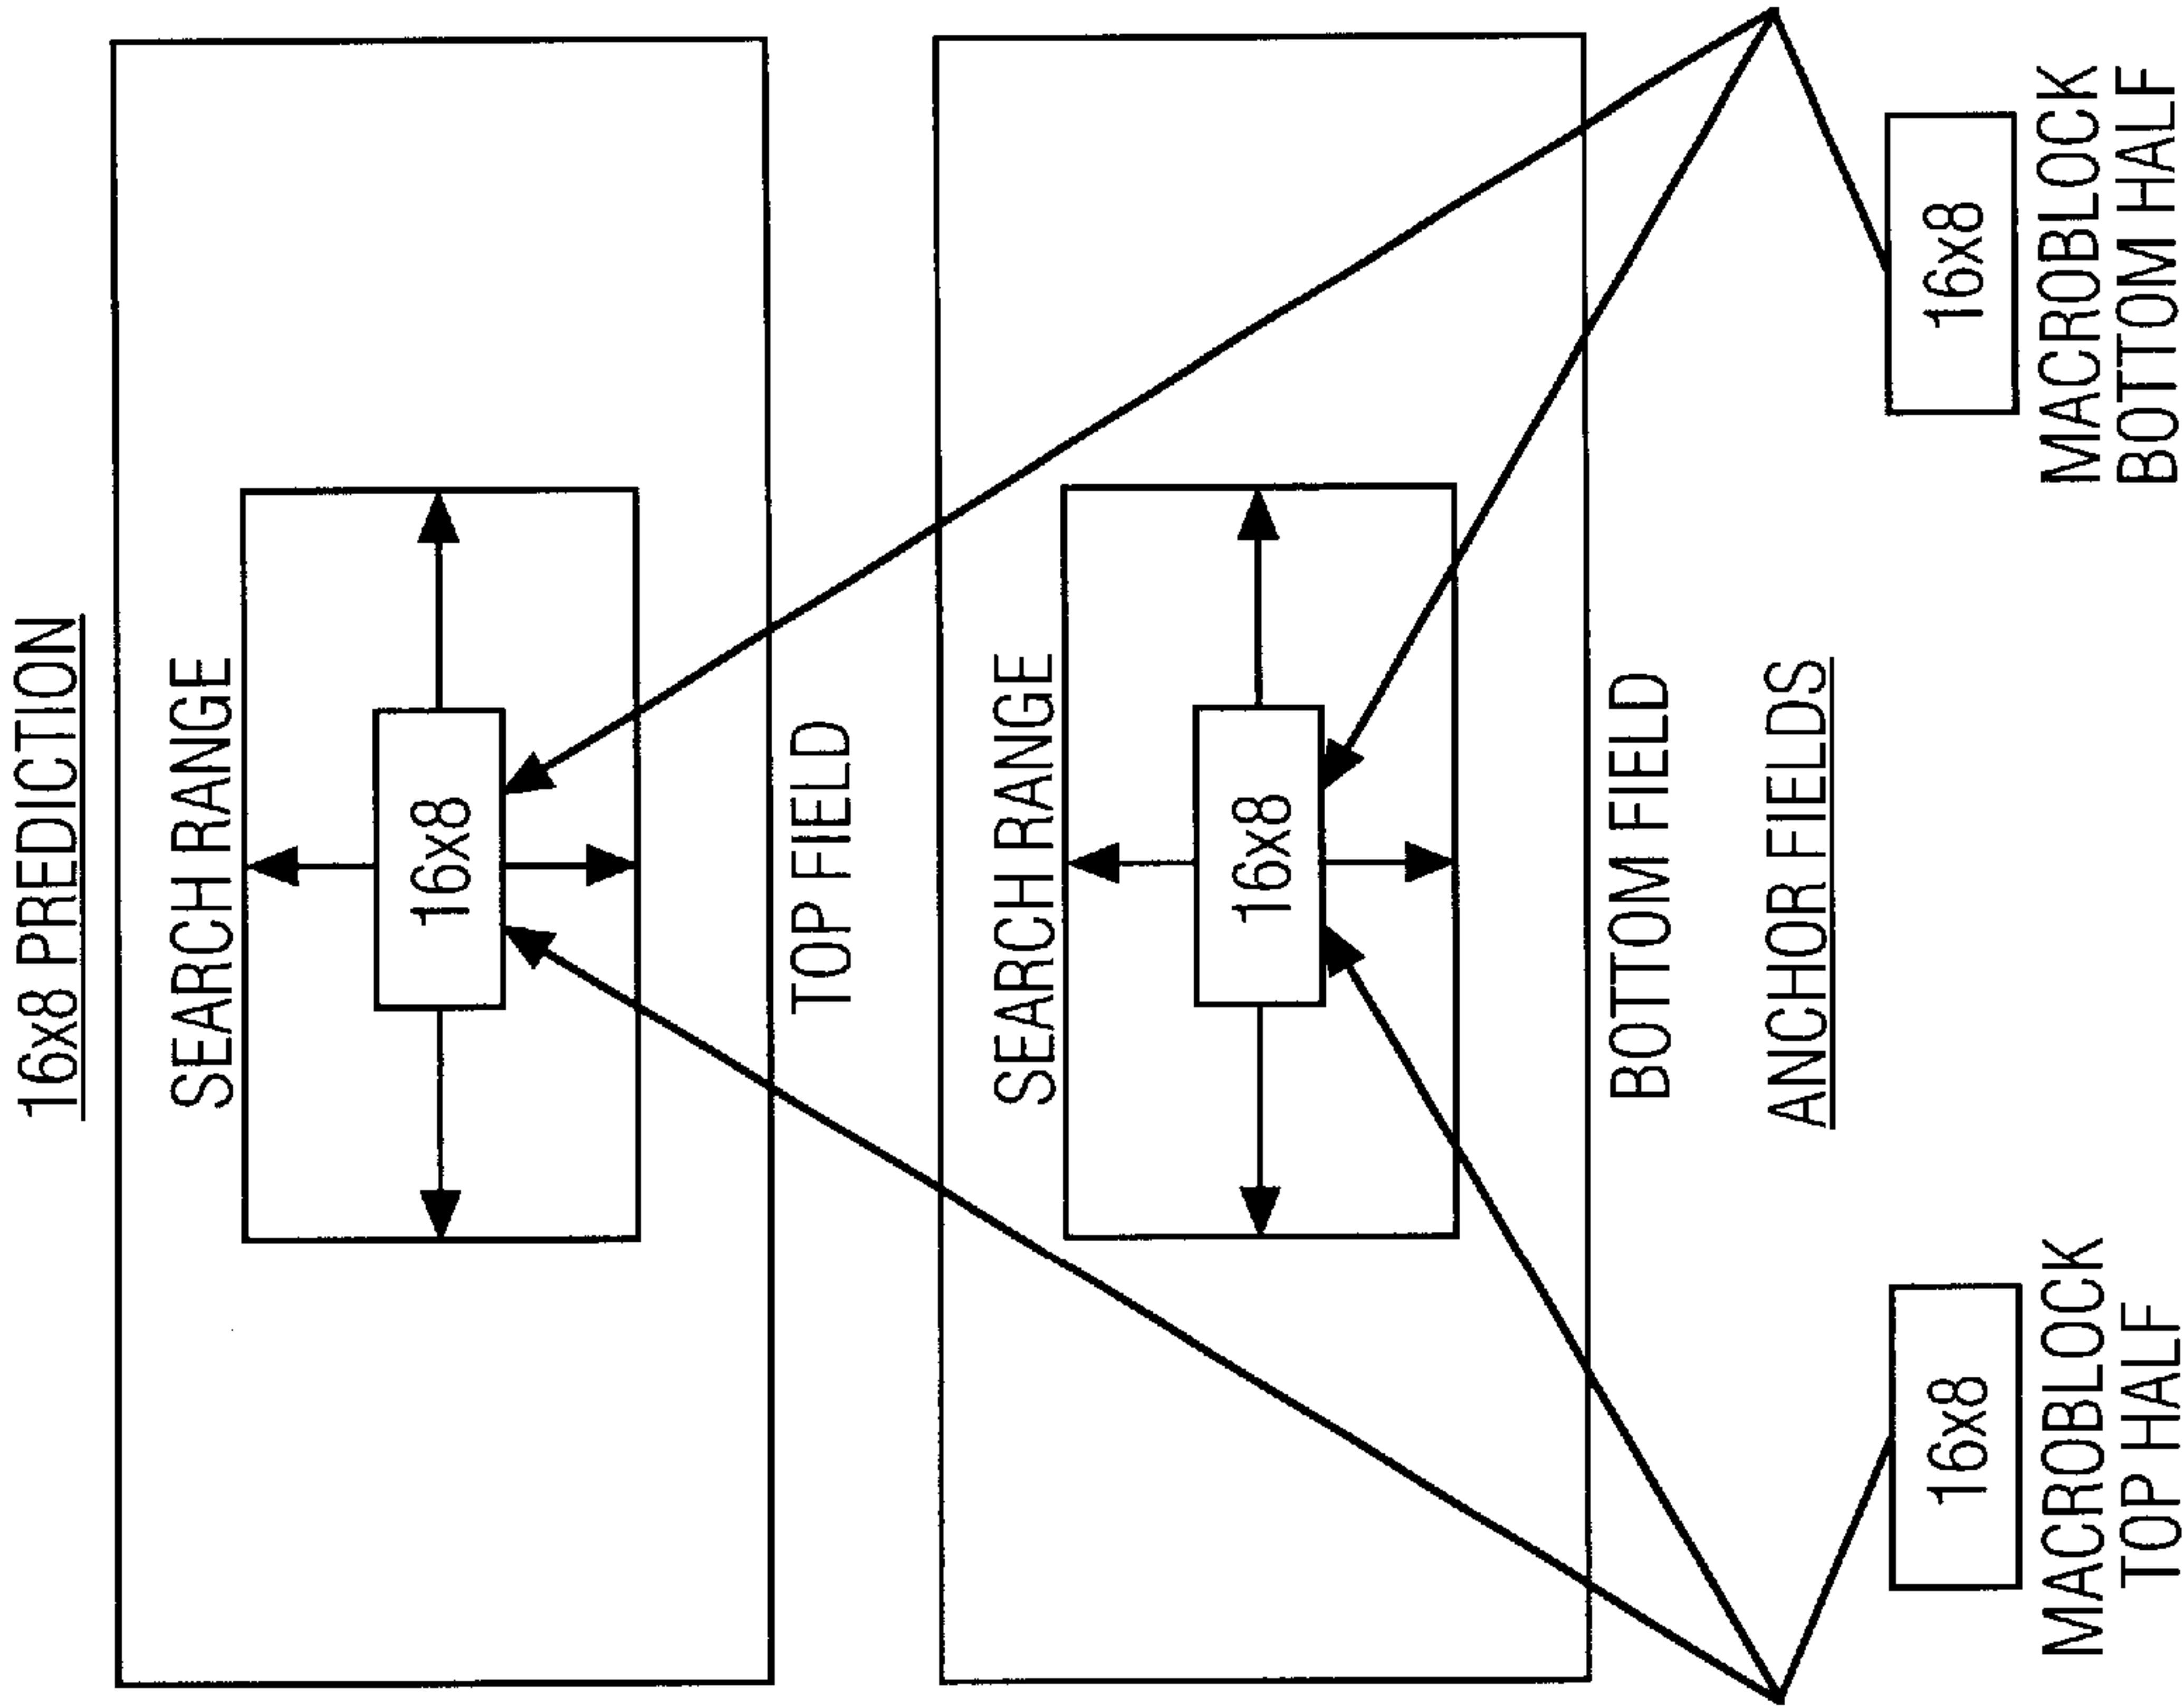 16x8 PREDICTION
SEARCH RANGE
16x8
TOP FIELD
SEARCH RANGE
16x8
BOTTOM FIELD
ANCHOR FIELDS
16x8
MACROBLOCK
TOP HALF
16x8
MACROBLOCK
BOTTOM HALF